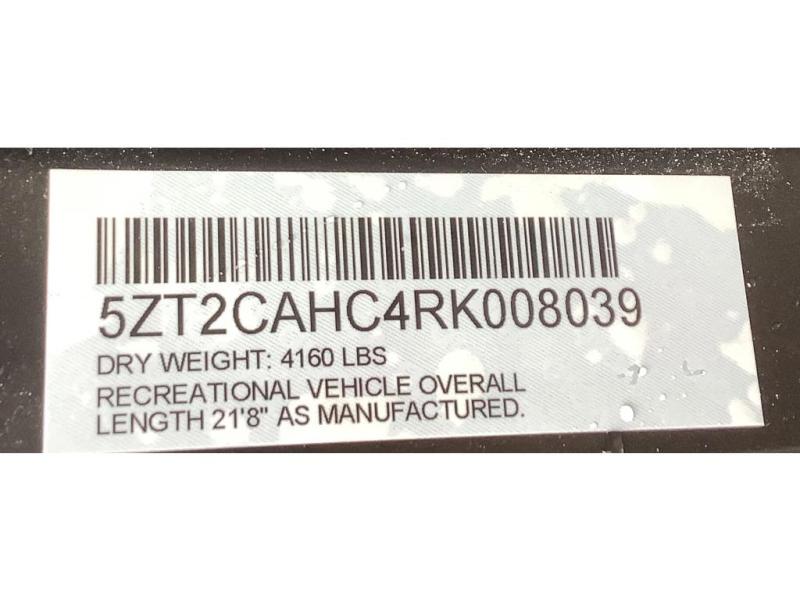 5ZT2CAHC4RK008039
DRY WEIGHT: 4160 LBS
RECREATIONAL VEHICLE OVERALL
LENGTH 21'8" AS MANUFACTURED.